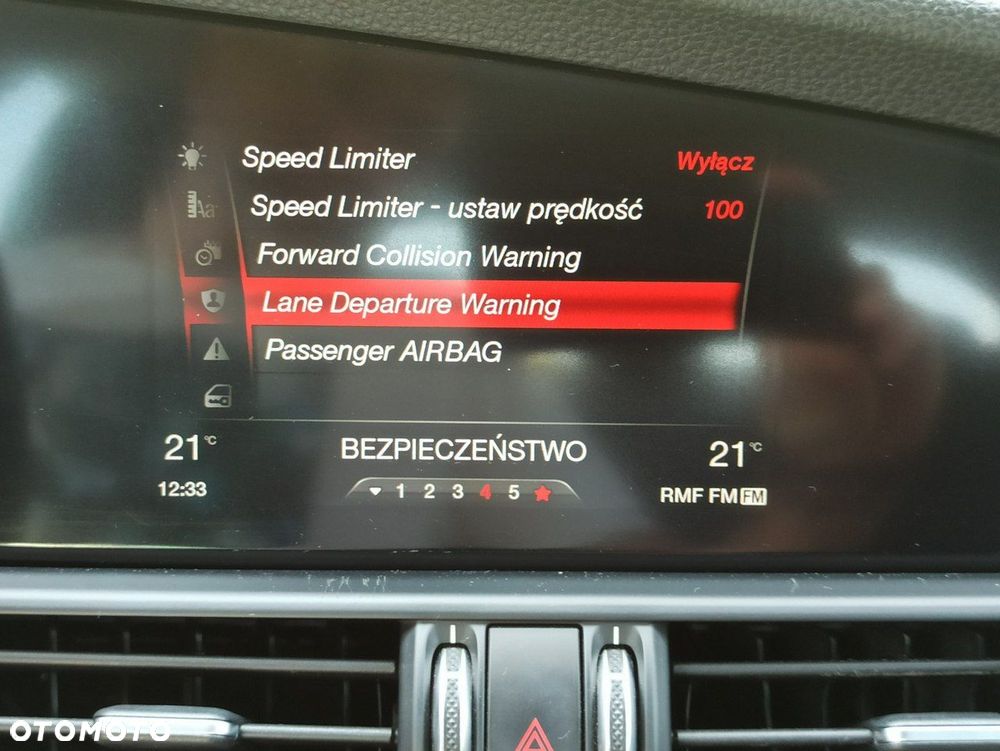 Speed Limiter Wyłącz
Speed Limiter - ustaw prędkość 100
Aa
Forward Collision Warning
Lane Departure Warning
Passenger AIRBAG
21°C BEZPIECZEŃSTWO 21°C
12:33 1 2 3 4 5 RMF FM FM
OTOMOTO